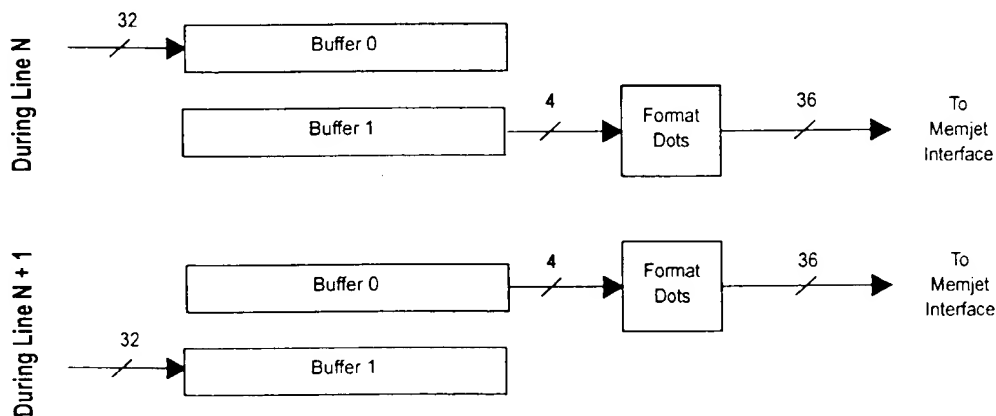 During Line N
32
Buffer 0
Buffer 1
4
Format
Dots
36
To
Memjet
Interface
During Line N + 1
Buffer 0
4
Format
Dots
36
To
Memjet
Interface
32
Buffer 1